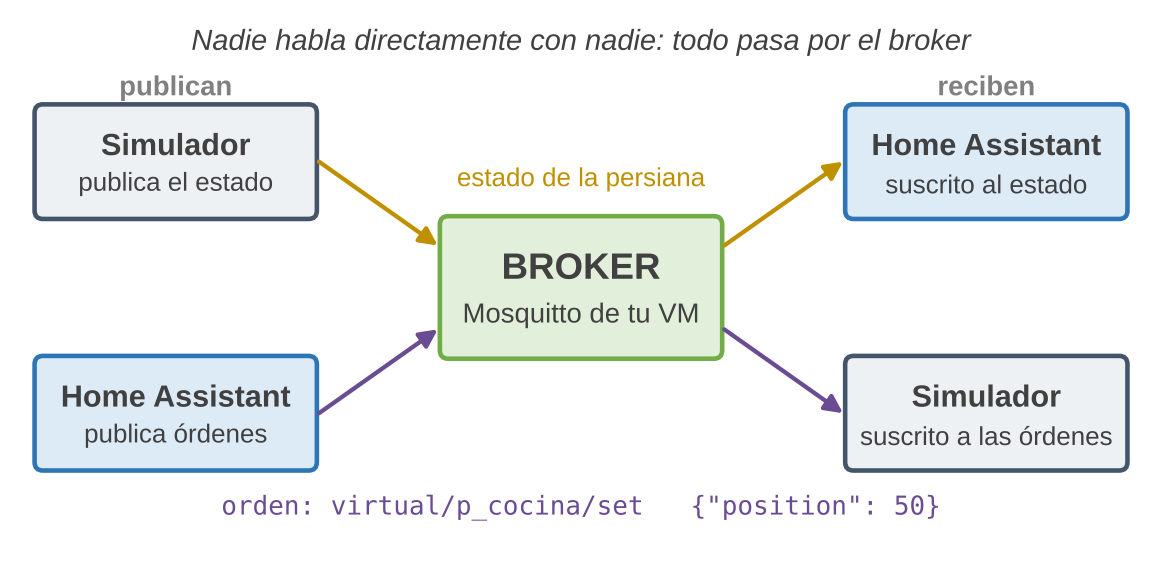 Nadie habla directamente con nadie: todo pasa por el broker
publican
reciben
Simulador
publica el estado
Home Assistant
suscrito al estado
estado de la persiana
BROKER
Mosquitto de tu VM
Home Assistant
publica órdenes
Simulador
suscrito a las órdenes
orden: virtual/p_cocina/set   {"position": 50}